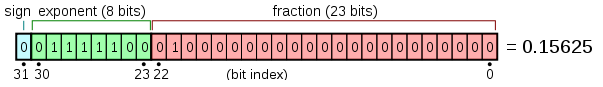 sign exponent (8 bits) fraction (23 bits)
0 0 1 1 1 1 1 0 0 0 1 0 0 0 0 0 0 0 0 0 0 0 0 0 0 0 0 0 0 0 0 0 = 0.15625
31 30 23 22 (bit index) 0